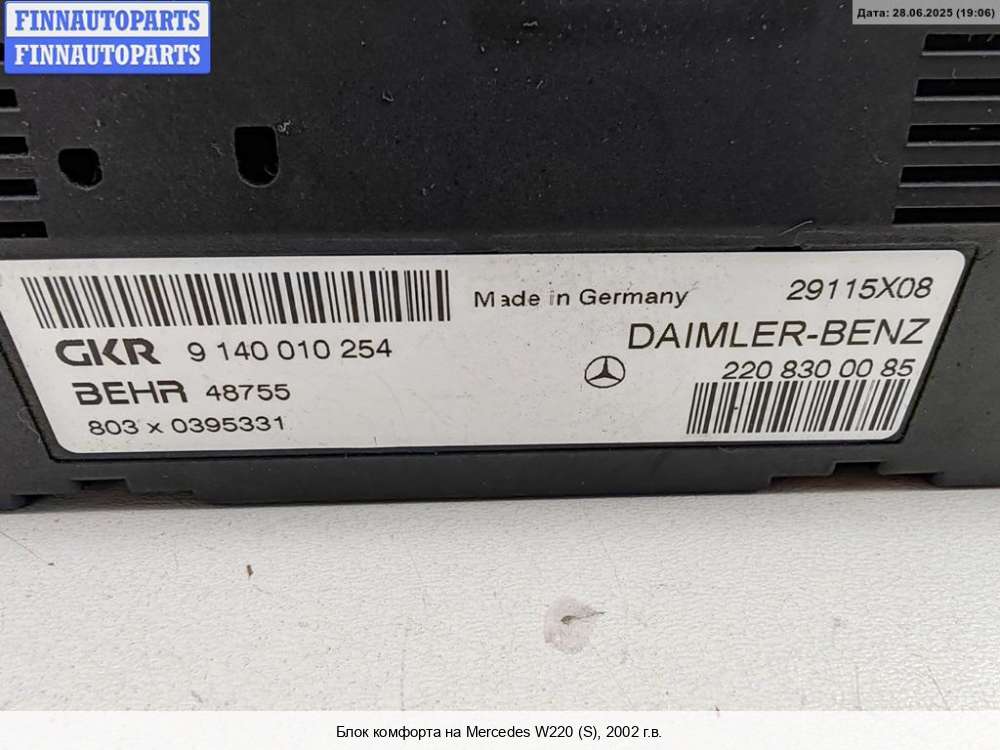 FINNAUTOPARTS
FINNAUTOPARTS
Дата: 28.06.2025 (19:06)
Made in Germany
29115X08
GKR 9 140 010 254
DAIMLER-BENZ
BEHR 48755
220 830 00 85
803 x 0395331
Блок комфорта на Mercedes W220 (S), 2002 г.в.